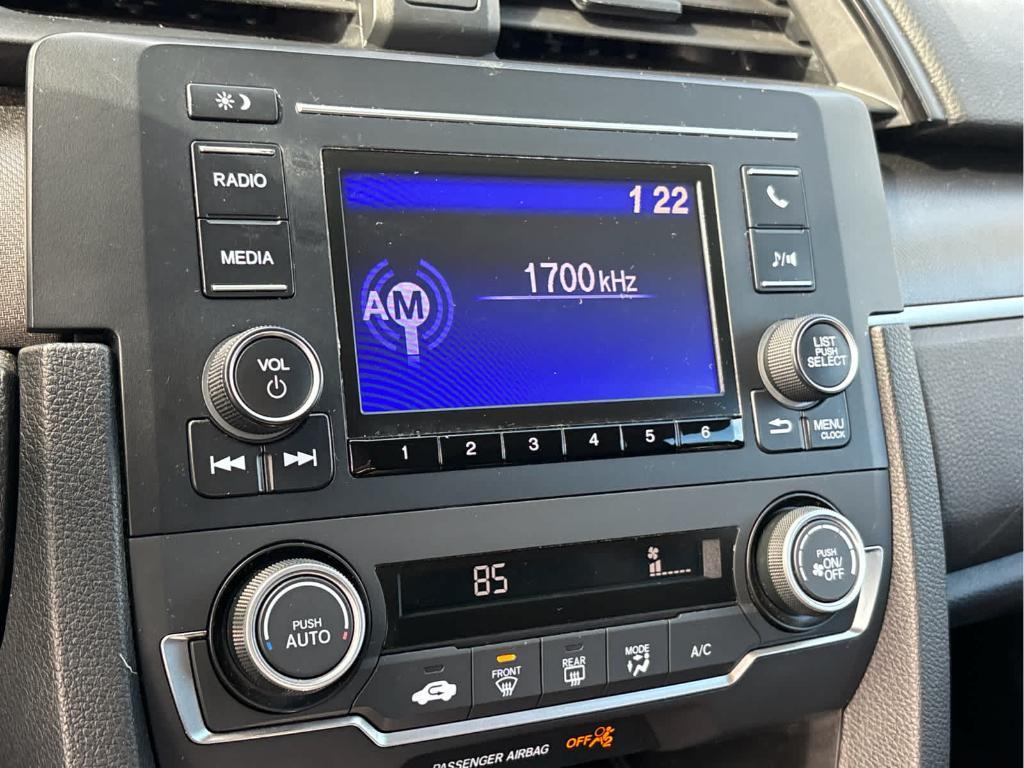 RADIO
MEDIA
1 22
AM
1700 kHz
VOL
LIST
PUSH
SELECT
MENU
CLOCK
1 2 3 4 5 6
PUSH
AUTO
85
PUSH
ON/
OFF
FRONT
REAR
MODE
A/C
PASSENGER AIRBAG
OFF 2